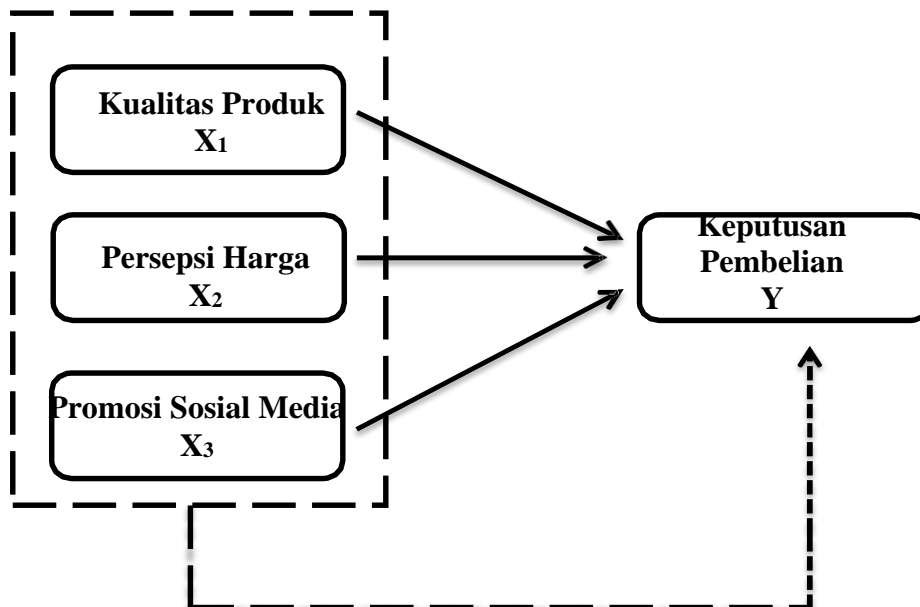 Kualitas Produk
X1
Persepsi Harga
X2
Promosi Sosial Media
X3
Keputusan
Pembelian
Y